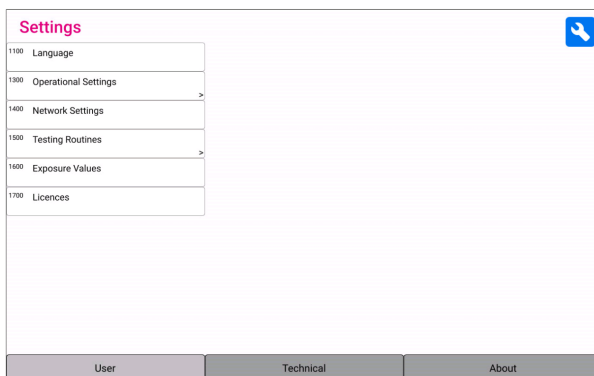 Settings
1100 Language
1300 Operational Settings
>
1400 Network Settings
1500 Testing Routines
>
1600 Exposure Values
1700 Licences
User Technical About